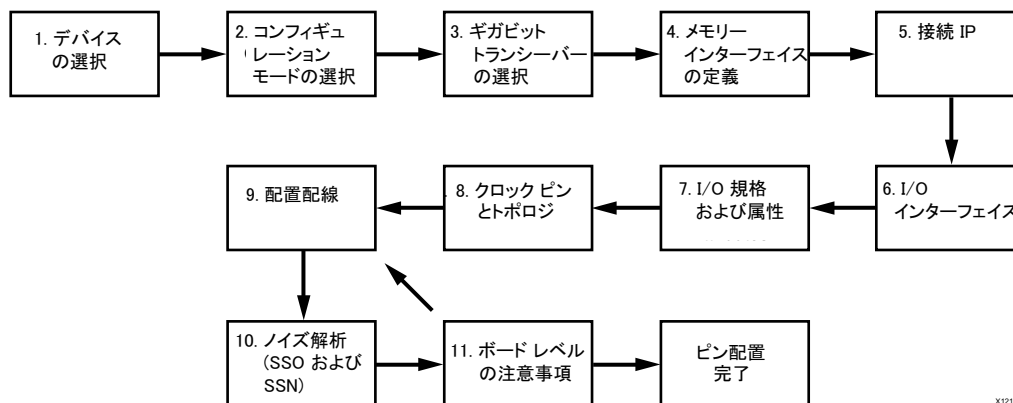 1. デバイス
の選択
2. コンフィギュ
レーション
モードの選択
3. ギガビット
トランシーバー
の選択
4. メモリー
インターフェイス
の定義
5. 接続 IP
6. I/O
インターフェイス
7. I/O 規格
および属性
8. クロック ピン
とトポロジ
9. 配置配線
10. ノイズ解析
(SSO および
SSN)
11. ボード レベル
の注意事項
ピン配置
完了